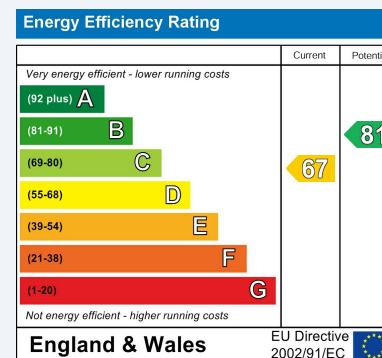 Energy Efficiency Rating
Current Potenti
Very energy efficient - lower running costs
(92 plus) A
(81-91) B 81
(69-80) C 67
(55-68) D
(39-54) E
(21-38) F
(1-20) G
Not energy efficient - higher running costs
England & Wales
EU Directive
2002/91/EC